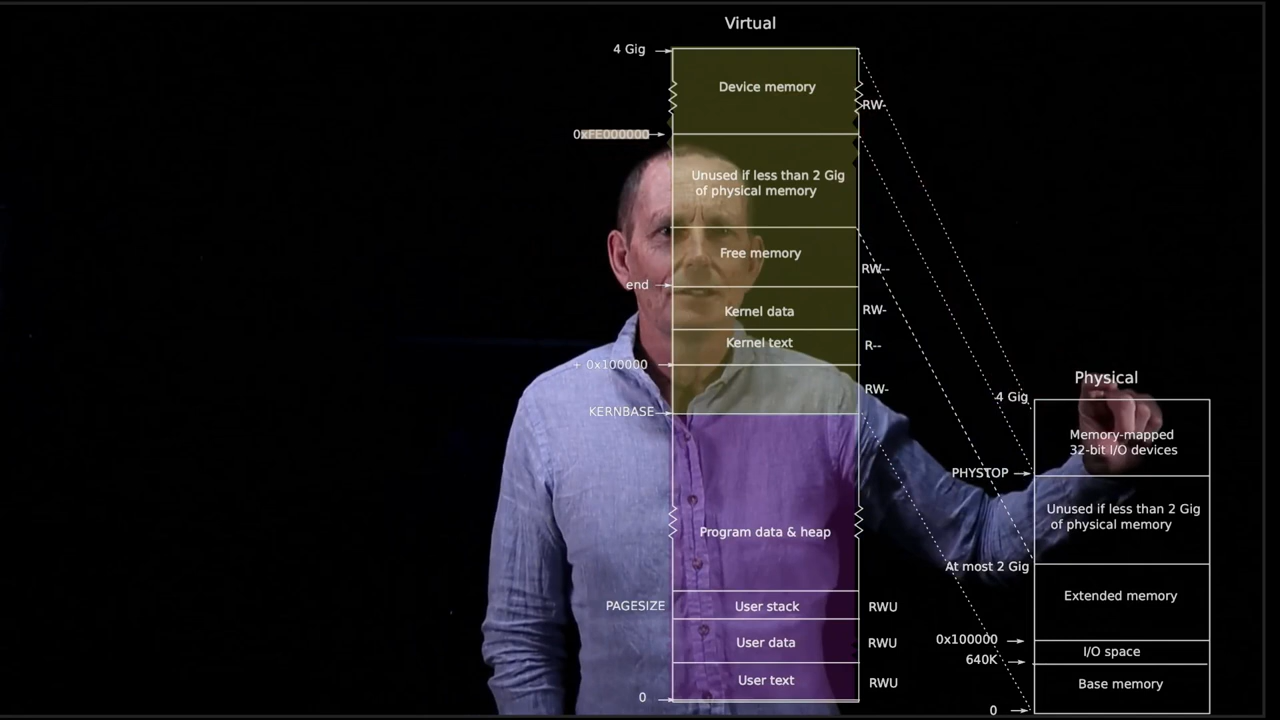 Virtual
4 Gig
Device memory
RW-
0xFE000000
Unused if less than 2 Gig
of physical memory
Free memory
RW--
end
Kernel data
RW-
Kernel text
R--
+ 0x100000
RW-
KERNBASE
Program data & heap
PAGESIZE
User stack
RWU
User data
RWU
User text
RWU
0
Physical
4 Gig
Memory-mapped
32-bit I/O devices
PHYSTOP
Unused if less than 2 Gig
of physical memory
At most 2 Gig
Extended memory
0x100000
I/O space
640K
Base memory
0